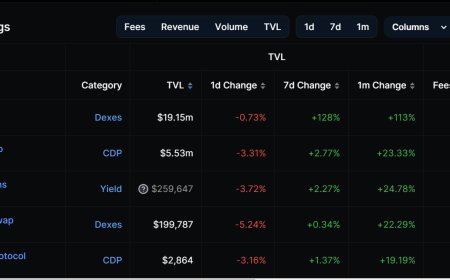 gs Fees Revenue Volume TVL 1d 7d 1m Columns
TVL
Category TVL 1d Change 7d Change 1m Change Fees
Dexes $19.15m -0.73% +128% +113%
CDP $5.53m -3.31% +2.77% +23.33%
Yield $259,647 -3.72% +2.27% +24.78%
wap Dexes $199,787 -5.24% +0.34% +22.29%
otocol CDP $2,864 -3.16% +1.37% +19.19%